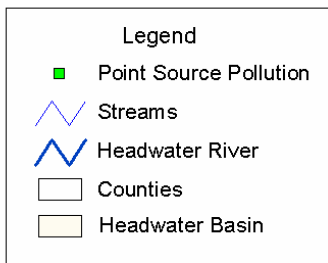 Legend
Point Source Pollution
Streams
Headwater River
Counties
Headwater Basin